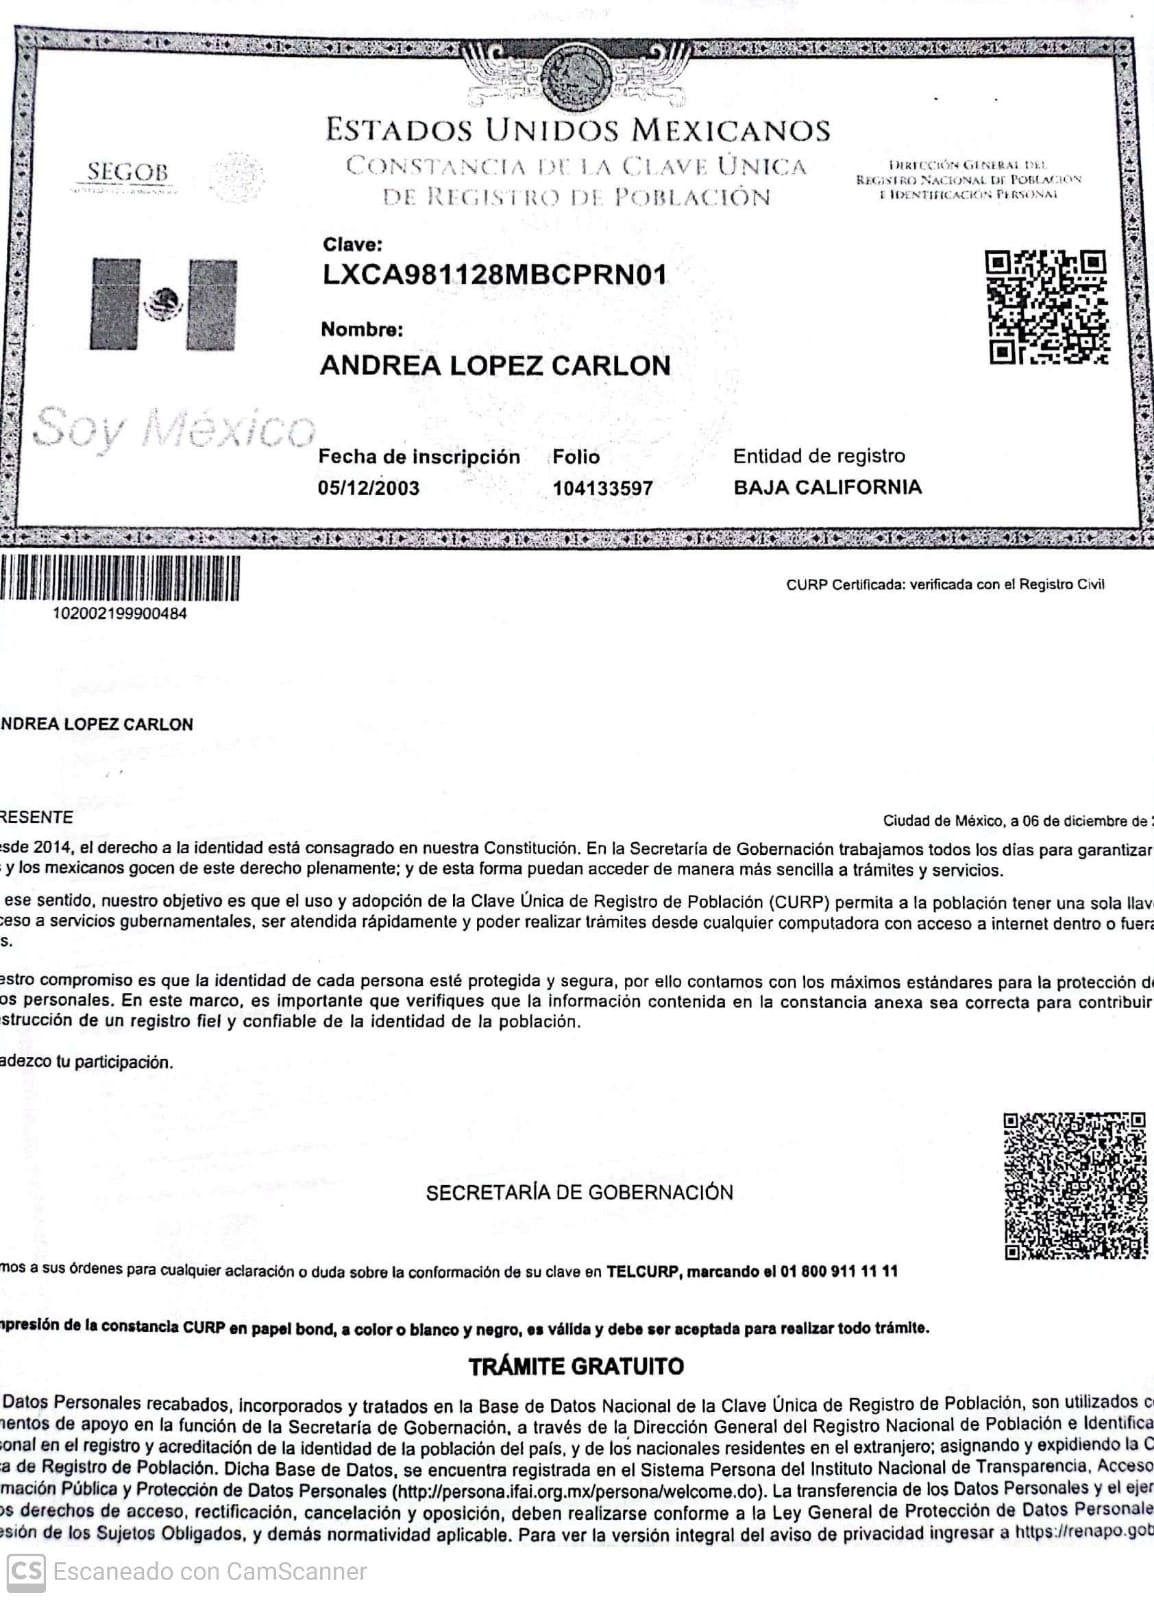 ESTADOS UNIDOS MEXICANOS
CONSTANCIA DE LA CLAVE ÚNICA
DE REGISTRO DE POBLACIÓN
SEGOB
DIRECCIÓN GENERAL DEL
REGISTRO NACIONAL DE POBLACIÓN
E IDENTIFICACIÓN PERSONAL
Clave:
LXCA981128MBCPRN01
Nombre:
ANDREA LOPEZ CARLON
Soy México
Fecha de inscripción Folio Entidad de registro
05/12/2003 104133597 BAJA CALIFORNIA
CURP Certificada: verificada con el Registro Civil
102002199900484
NDREA LOPEZ CARLON
RESENTE
Ciudad de México, a 06 de diciembre de
esde 2014, el derecho a la identidad está consagrado en nuestra Constitución. En la Secretaría de Gobernación trabajamos todos los días para garantizar
y los mexicanos gocen de este derecho plenamente; y de esta forma puedan acceder de manera más sencilla a trámites y servicios.
ese sentido, nuestro objetivo es que el uso y adopción de la Clave Única de Registro de Población (CURP) permita a la población tener una sola llav
ceso a servicios gubernamentales, ser atendida rápidamente y poder realizar trámites desde cualquier computadora con acceso a internet dentro o fuera
s.
estro compromiso es que la identidad de cada persona esté protegida y segura, por ello contamos con los máximos estándares para la protección de
os personales. En este marco, es importante que verifiques que la información contenida en la constancia anexa sea correcta para contribuir
strucción de un registro fiel y confiable de la identidad de la población.
adezco tu participación.
SECRETARÍA DE GOBERNACIÓN
mos a sus órdenes para cualquier aclaración o duda sobre la conformación de su clave en TELCURP, marcando el 01 800 911 11 11
mpresión de la constancia CURP en papel bond, a color o blanco y negro, es válida y debe ser aceptada para realizar todo trámite.
TRÁMITE GRATUITO
Datos Personales recabados, incorporados y tratados en la Base de Datos Nacional de la Clave Única de Registro de Población, son utilizados c
mentos de apoyo en la función de la Secretaría de Gobernación, a través de la Dirección General del Registro Nacional de Población e Identifica
sonal en el registro y acreditación de la identidad de la población del país, y de los nacionales residentes en el extranjero; asignando y expidiendo la C
a de Registro de Población. Dicha Base de Datos, se encuentra registrada en el Sistema Persona del Instituto Nacional de Transparencia, Acceso
rmación Pública y Protección de Datos Personales (http://persona.ifai.org.mx/persona/welcome.do). La transferencia de los Datos Personales y el ejer
os derechos de acceso, rectificación, cancelación y oposición, deben realizarse conforme a la Ley General de Protección de Datos Personale
esión de los Sujetos Obligados, y demás normatividad aplicable. Para ver la versión integral del aviso de privacidad ingresar a https://renapo.gob
CS Escaneado con CamScanner